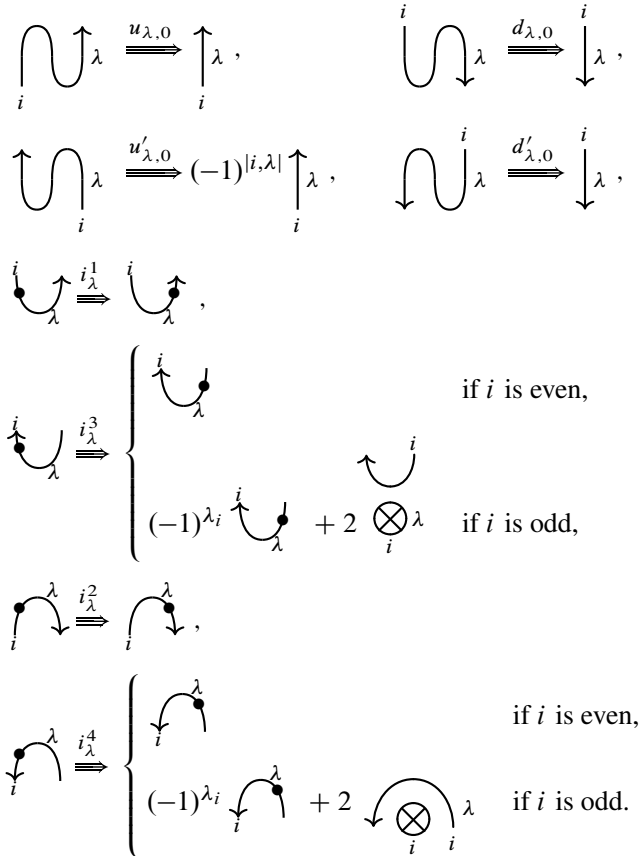 i λ u_{λ,0} λ i , i λ d_{λ,0} i λ ,
λ i u'_{λ,0} (-1)^{|i,λ|} λ i , i λ d'_{λ,0} i λ ,
i λ i^1_λ i λ ,
i λ i^3_λ i λ if i is even,
(-1)^{λ_i} i λ + 2 i λ i if i is odd,
i λ i^2_λ i λ ,
i λ i^4_λ i λ if i is even,
(-1)^{λ_i} i λ + 2 i λ i if i is odd.